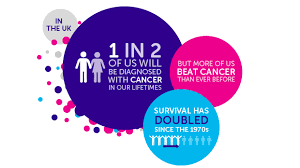 IN
THE UK
1 IN 2
OF US WILL
BE DIAGNOSED
WITH CANCER
IN OUR LIFETIMES
BUT MORE OF US
BEAT CANCER
THAN EVER BEFORE
SURVIVAL HAS
DOUBLED
SINCE THE 1970s